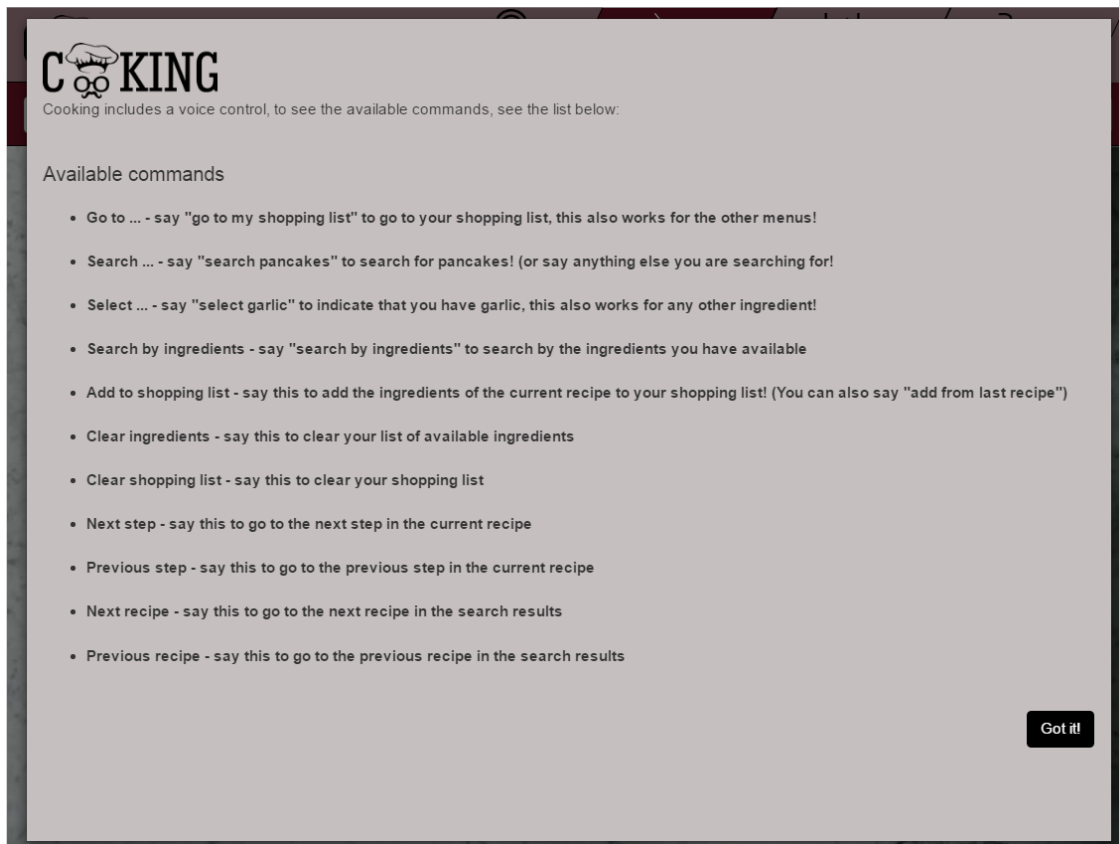 COOKING
Cooking includes a voice control, to see the available commands, see the list below:
Available commands
• Go to ... - say "go to my shopping list" to go to your shopping list, this also works for the other menus!
• Search ... - say "search pancakes" to search for pancakes! (or say anything else you are searching for!
• Select ... - say "select garlic" to indicate that you have garlic, this also works for any other ingredient!
• Search by ingredients - say "search by ingredients" to search by the ingredients you have available
• Add to shopping list - say this to add the ingredients of the current recipe to your shopping list! (You can also say "add from last recipe")
• Clear ingredients - say this to clear your list of available ingredients
• Clear shopping list - say this to clear your shopping list
• Next step - say this to go to the next step in the current recipe
• Previous step - say this to go to the previous step in the current recipe
• Next recipe - say this to go to the next recipe in the search results
• Previous recipe - say this to go to the previous recipe in the search results
Got it!